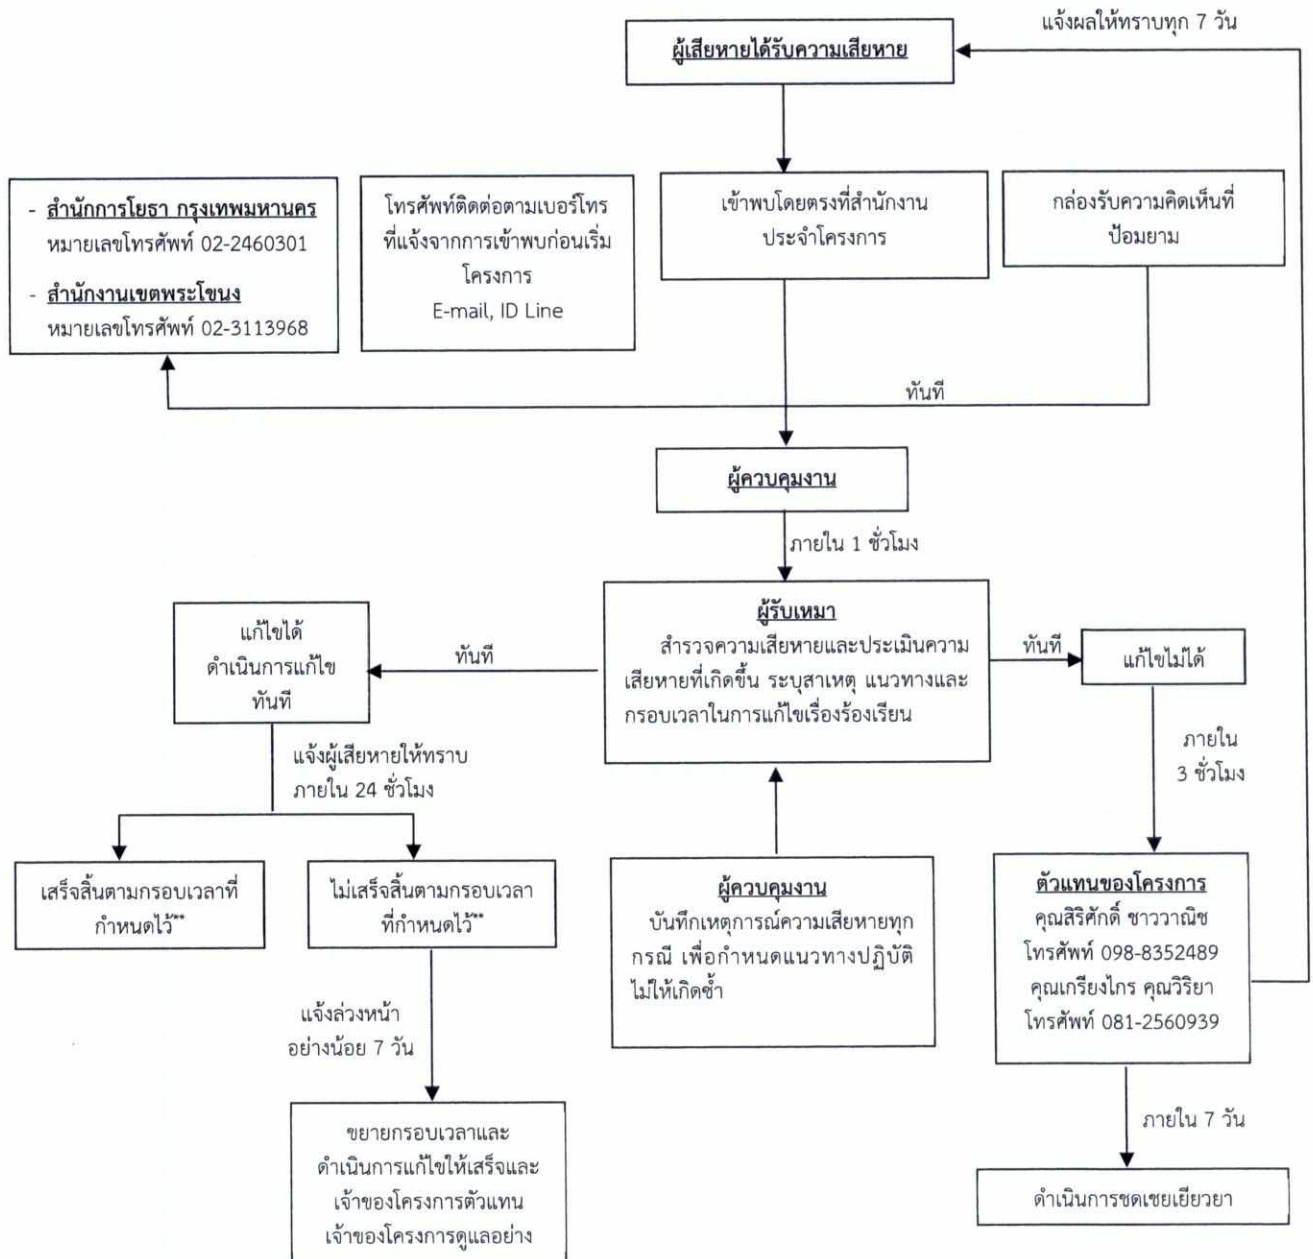 แจ้งผลให้ทราบทุก 7 วัน
ผู้เสียหายได้รับความเสียหาย
- สำนักการโยธา กรุงเทพมหานคร
หมายเลขโทรศัพท์ 02-2460301
- สำนักงานเขตพระโขนง
หมายเลขโทรศัพท์ 02-3113968
โทรศัพท์ติดต่อตามเบอร์โทร
ที่แจ้งจากการเข้าพบก่อนเริ่ม
โครงการ
E-mail, ID Line
เข้าพบโดยตรงที่สำนักงาน
ประจำโครงการ
กล่องรับความคิดเห็นที่
ป้อมยาม
ทันที
ผู้ควบคุมงาน
ภายใน 1 ชั่วโมง
แก้ไขได้
ดำเนินการแก้ไข
ทันที
ทันที
ผู้รับเหมา
สำรวจความเสียหายและประเมินความ
เสียหายที่เกิดขึ้น ระบุสาเหตุ แนวทางและ
กรอบเวลาในการแก้ไขเรื่องร้องเรียน
ทันที
แก้ไขไม่ได้
แจ้งผู้เสียหายให้ทราบ
ภายใน 24 ชั่วโมง
ภายใน
3 ชั่วโมง
เสร็จสิ้นตามกรอบเวลาที่
กำหนดไว้**
ไม่เสร็จสิ้นตามกรอบเวลา
ที่กำหนดไว้**
ผู้ควบคุมงาน
บันทึกเหตุการณ์ความเสียหายทุก
กรณี เพื่อกำหนดแนวทางปฏิบัติ
ไม่ให้เกิดซ้ำ
ตัวแทนของโครงการ
คุณสิริศักดิ์ ชาววาณิช
โทรศัพท์ 098-8352489
คุณเกรียงไกร คุณวิริยา
โทรศัพท์ 081-2560939
แจ้งล่วงหน้า
อย่างน้อย 7 วัน
ภายใน 7 วัน
ขยายกรอบเวลาและ
ดำเนินการแก้ไขให้เสร็จและ
เจ้าของโครงการตัวแทน
เจ้าของโครงการดูแลอย่าง
ดำเนินการชดเชยเยียวยา